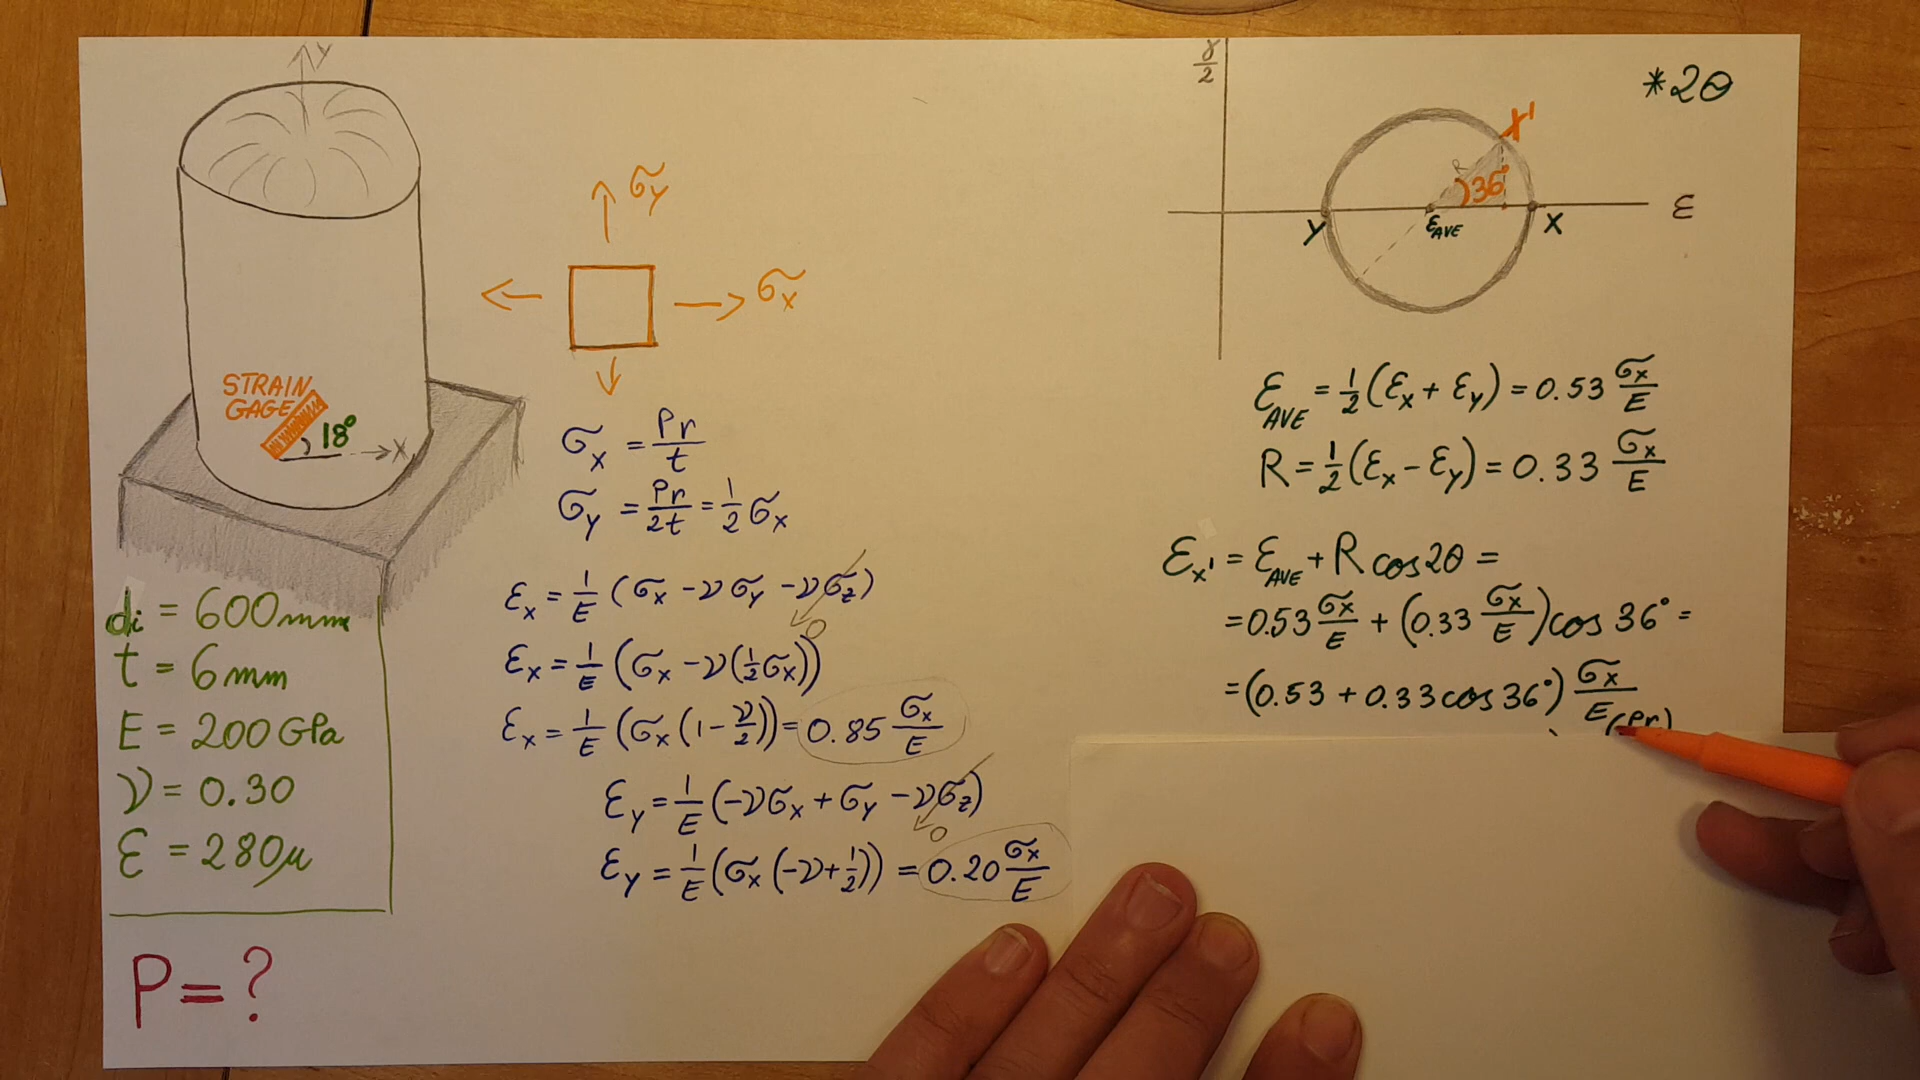 Y
STRAIN
GAGE
18°
X
di = 600mm
t = 6mm
E = 200GPa
ν = 0.30
ε = 280μ
P = ?
σy
σx
σx = Pr/t
σy = Pr/2t = 1/2 σx
εx = 1/E (σx - νσy - νσz)
0
εx = 1/E (σx - ν(1/2 σx))
εx = 1/E (σx (1 - ν/2)) = 0.85 σx/E
εy = 1/E (-νσx + σy - νσz)
0
εy = 1/E (σx (-ν + 1/2)) = 0.20 σx/E
γ/2
*2θ
X'
R
36°
Y
εAVE
X
ε
εAVE = 1/2 (εx + εy) = 0.53 σx/E
R = 1/2 (εx - εy) = 0.33 σx/E
εx' = εAVE + R cos2θ =
= 0.53 σx/E + (0.33 σx/E) cos 36° =
= (0.53 + 0.33 cos 36°) σx/E
(Pr)